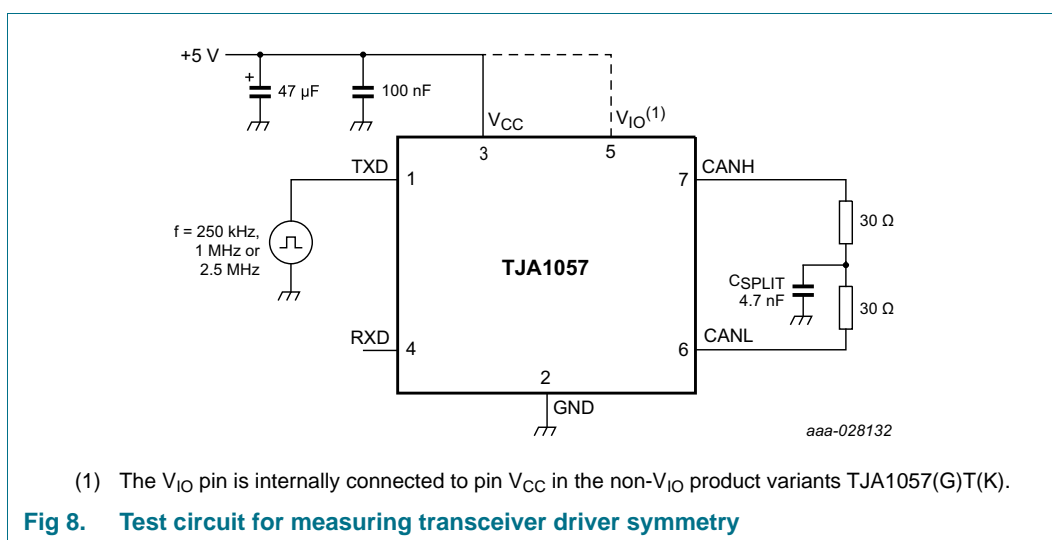 +5 V
+
47 µF
100 nF
VCC
VIO(1)
3
5
TXD
1
7
CANH
30 Ω
f = 250 kHz,
1 MHz or
2.5 MHz
TJA1057
CSPLIT
4.7 nF
30 Ω
RXD
4
6
CANL
2
GND
aaa-028132
(1) The VIO pin is internally connected to pin VCC in the non-VIO product variants TJA1057(G)T(K).
Fig 8. Test circuit for measuring transceiver driver symmetry